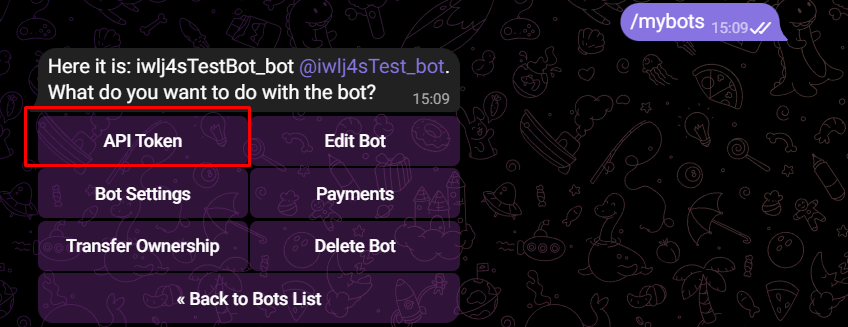 /mybots 15:09
Here it is: iwlj4sTestBot_bot @iwlj4sTest_bot.
What do you want to do with the bot? 15:09
API Token
Edit Bot
Bot Settings
Payments
Transfer Ownership
Delete Bot
« Back to Bots List